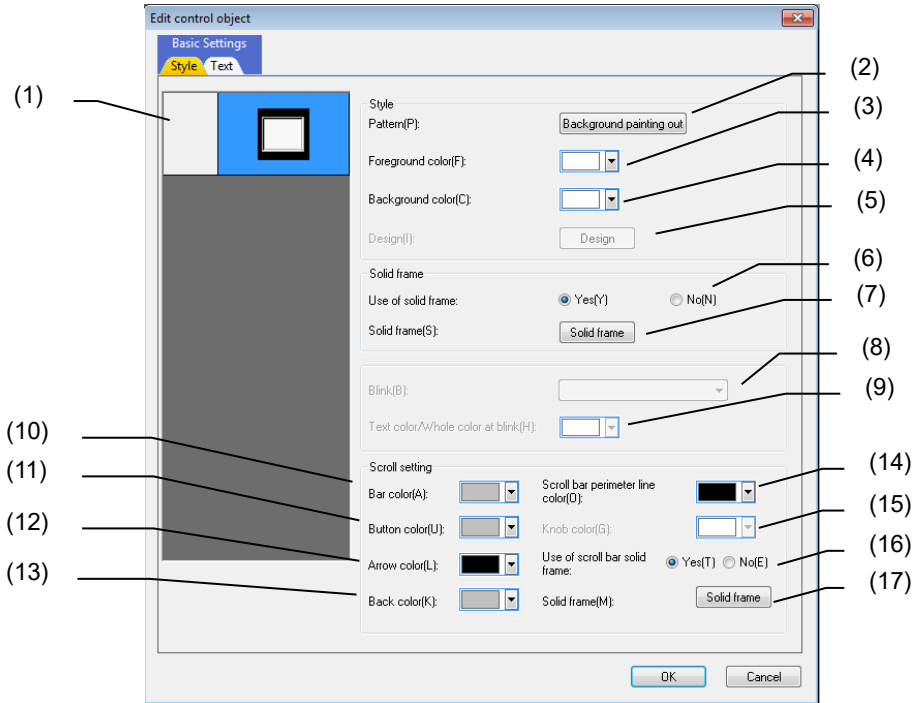 Edit control object
Basic Settings
Style Text
(1)
Style
Pattern(P): Background painting out
(2)
Foreground color(F):
(3)
Background color(C):
(4)
Design(I): Design
(5)
Solid frame
Use of solid frame: Yes(Y) No(N)
(6)
Solid frame(S): Solid frame
(7)
Blink(B):
(8)
Text color/Whole color at blink(H):
(9)
Scroll setting
(10)
Bar color(A): Scroll bar perimeter line
color(O):
(14)
(11)
Button color(U): Knob color(G):
(15)
(12)
Arrow color(L): Use of scroll bar solid
frame: Yes(T) No(E)
(16)
(13)
Back color(K): Solid frame(M): Solid frame
(17)
OK Cancel